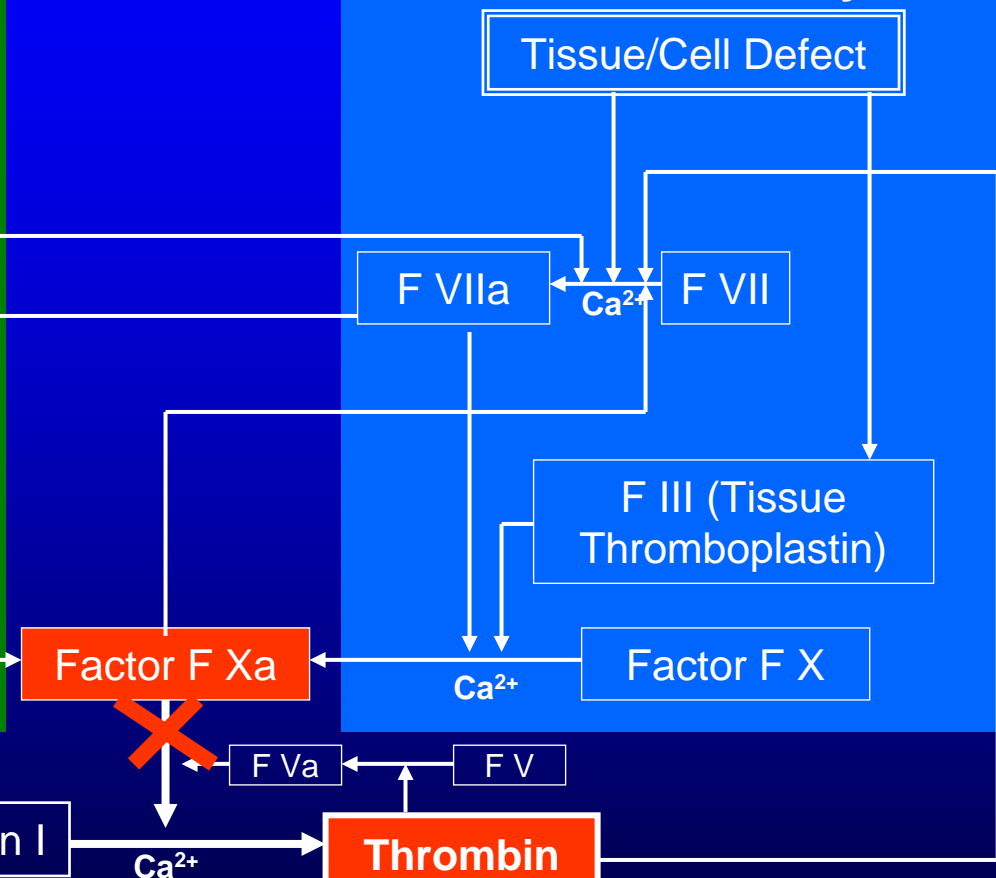 Tissue/Cell Defect
F VIIa
Ca²⁺
F VII
F III (Tissue
Thromboplastin)
Factor F Xa
Ca²⁺
Factor F X
F Va
F V
n I
Ca²⁺
Thrombin